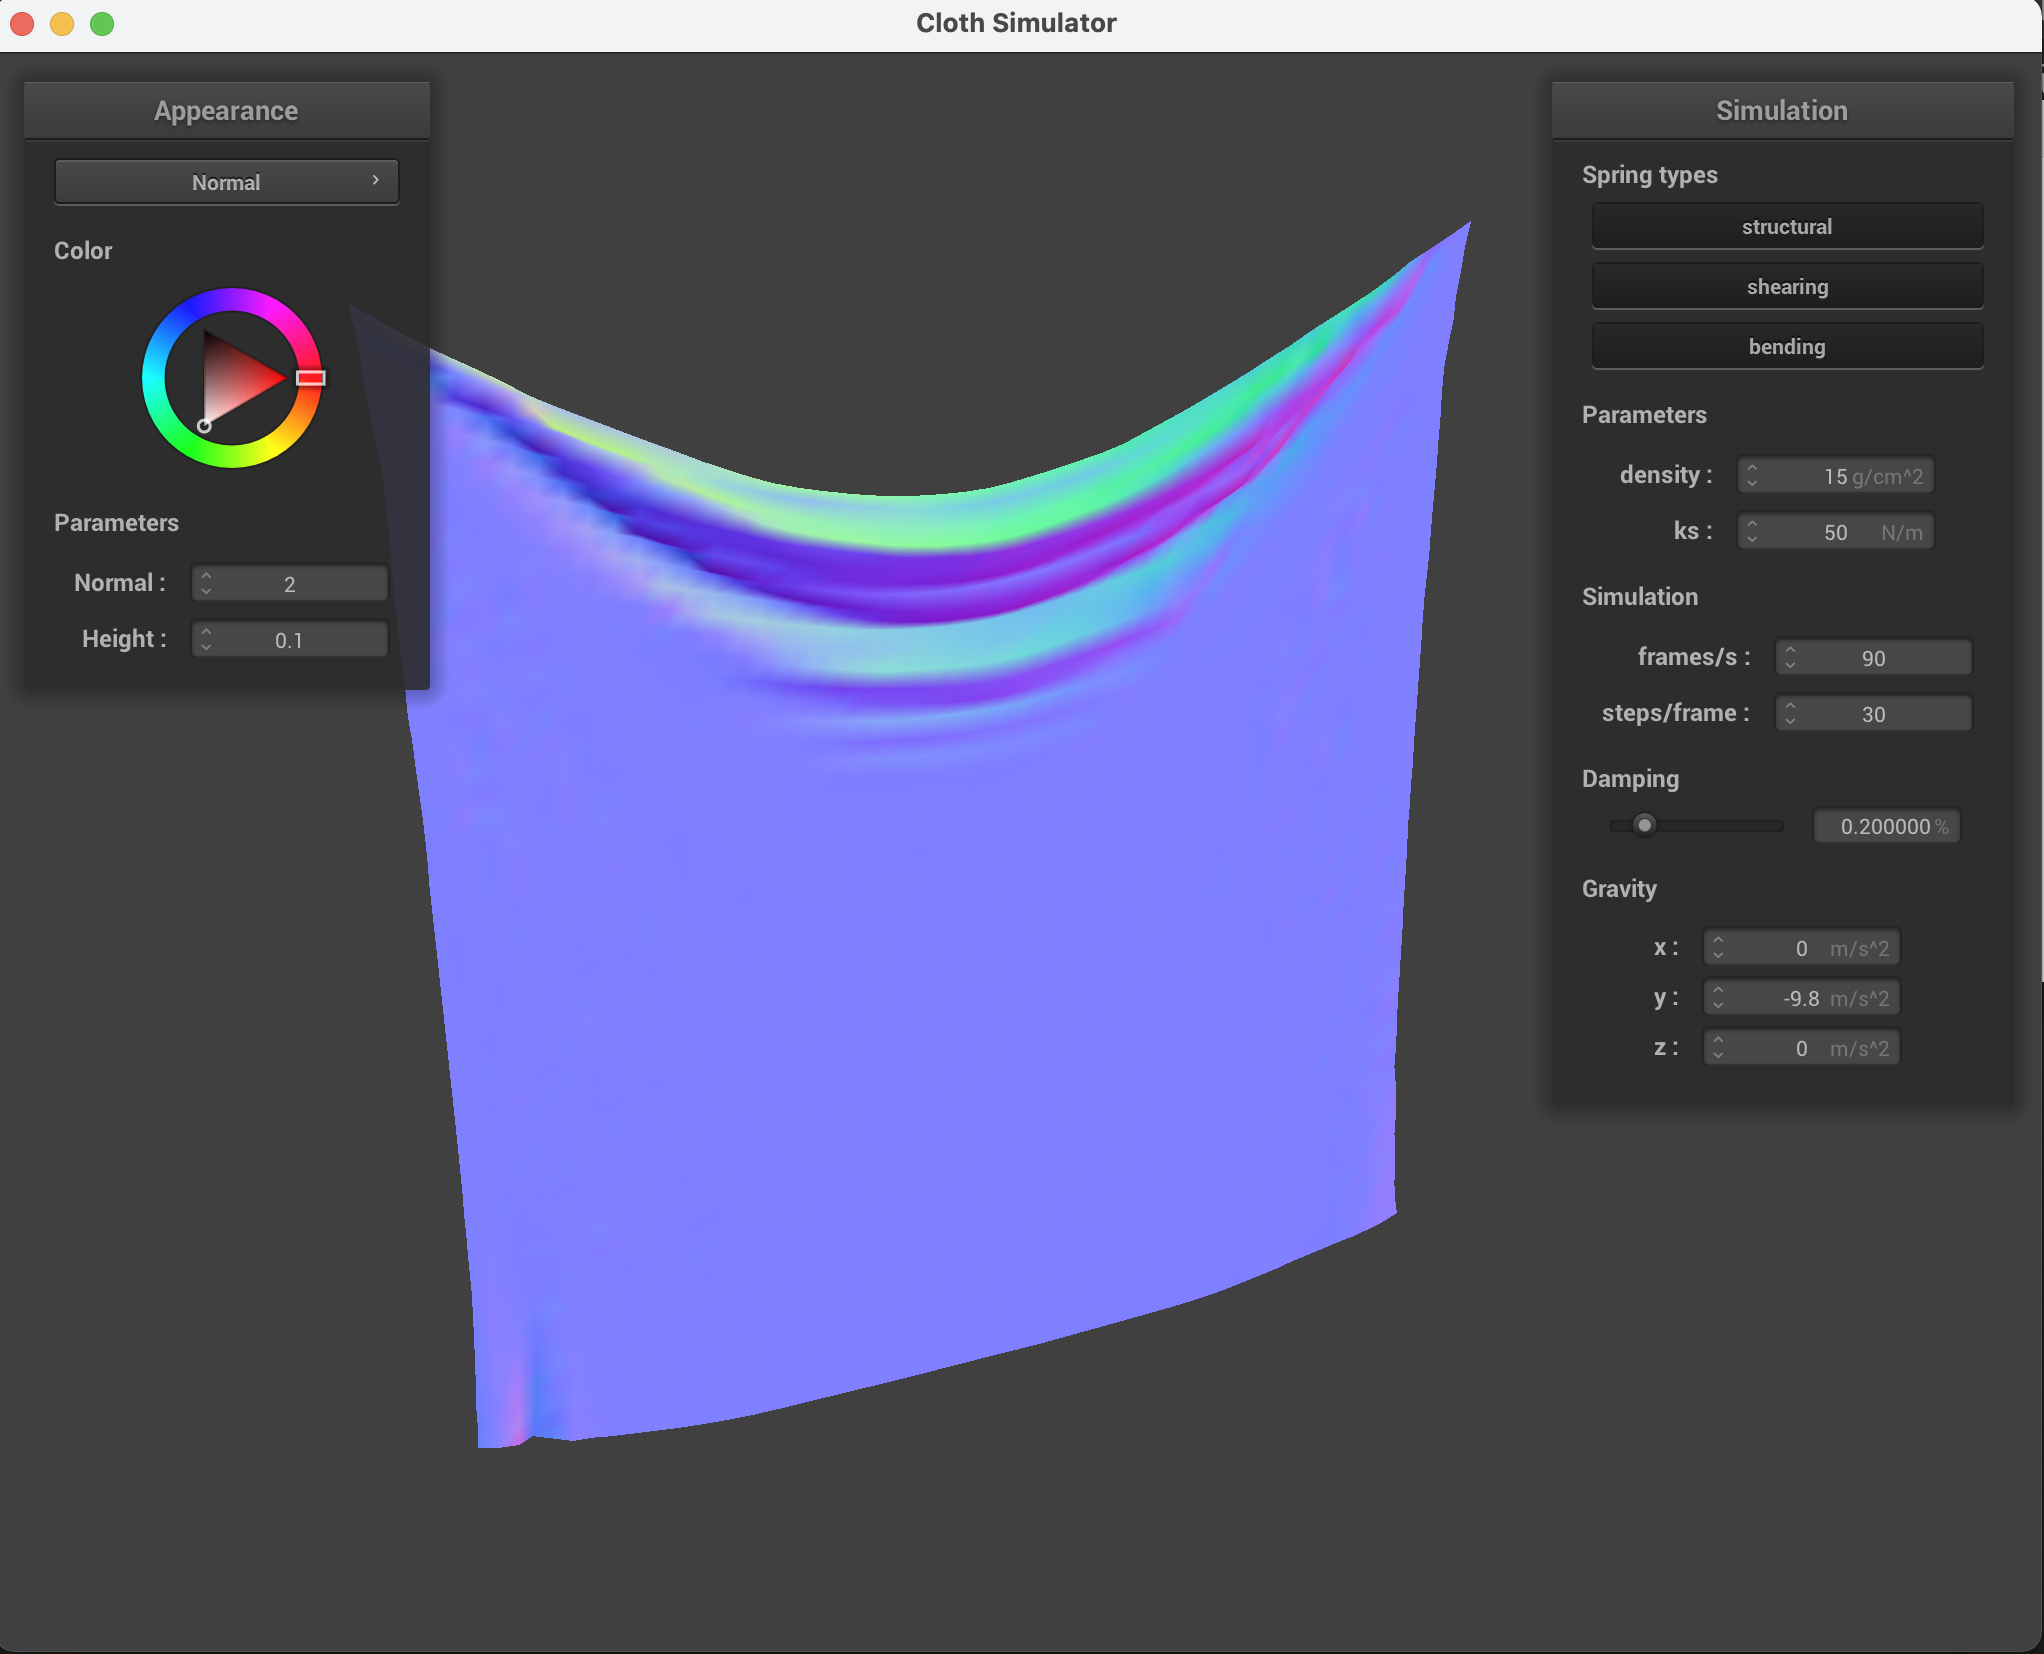 Cloth Simulator
Appearance
Normal
Color
Parameters
Normal : 2
Height : 0.1
Simulation
Spring types
structural
shearing
bending
Parameters
density : 15 g/cm^2
ks : 50 N/m
Simulation
frames/s : 90
steps/frame : 30
Damping
0.200000 %
Gravity
x : 0 m/s^2
y : -9.8 m/s^2
z : 0 m/s^2